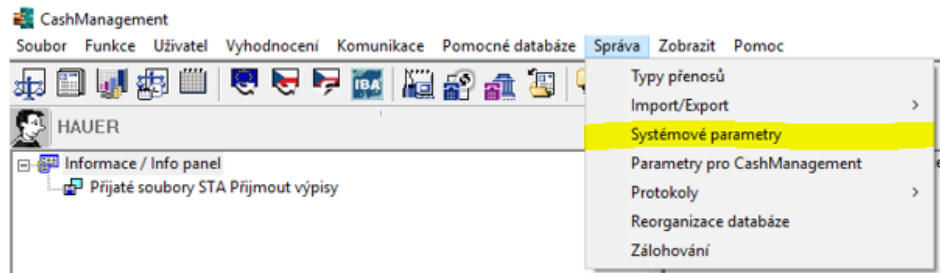 CashManagement
Soubor Funkce Uživatel Vyhodnocení Komunikace Pomocné databáze Správa Zobrazit Pomoc
IBA
HAUER
Informace / Info panel
Přijaté soubory STA Přijmout výpisy
Typy přenosů
Import/Export
Systémové parametry
Parametry pro CashManagement
Protokoly
Reorganizace databáze
Zálohování